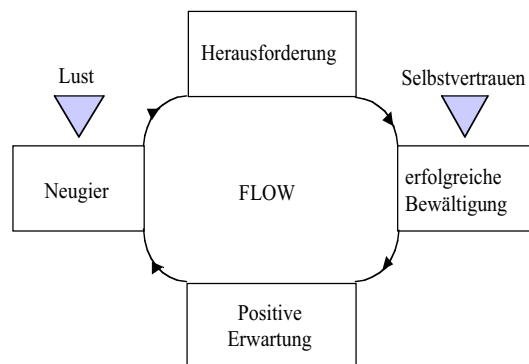 Herausforderung
Lust
Selbstvertrauen
Neugier
FLOW
erfolgreiche
Bewältigung
Positive
Erwartung